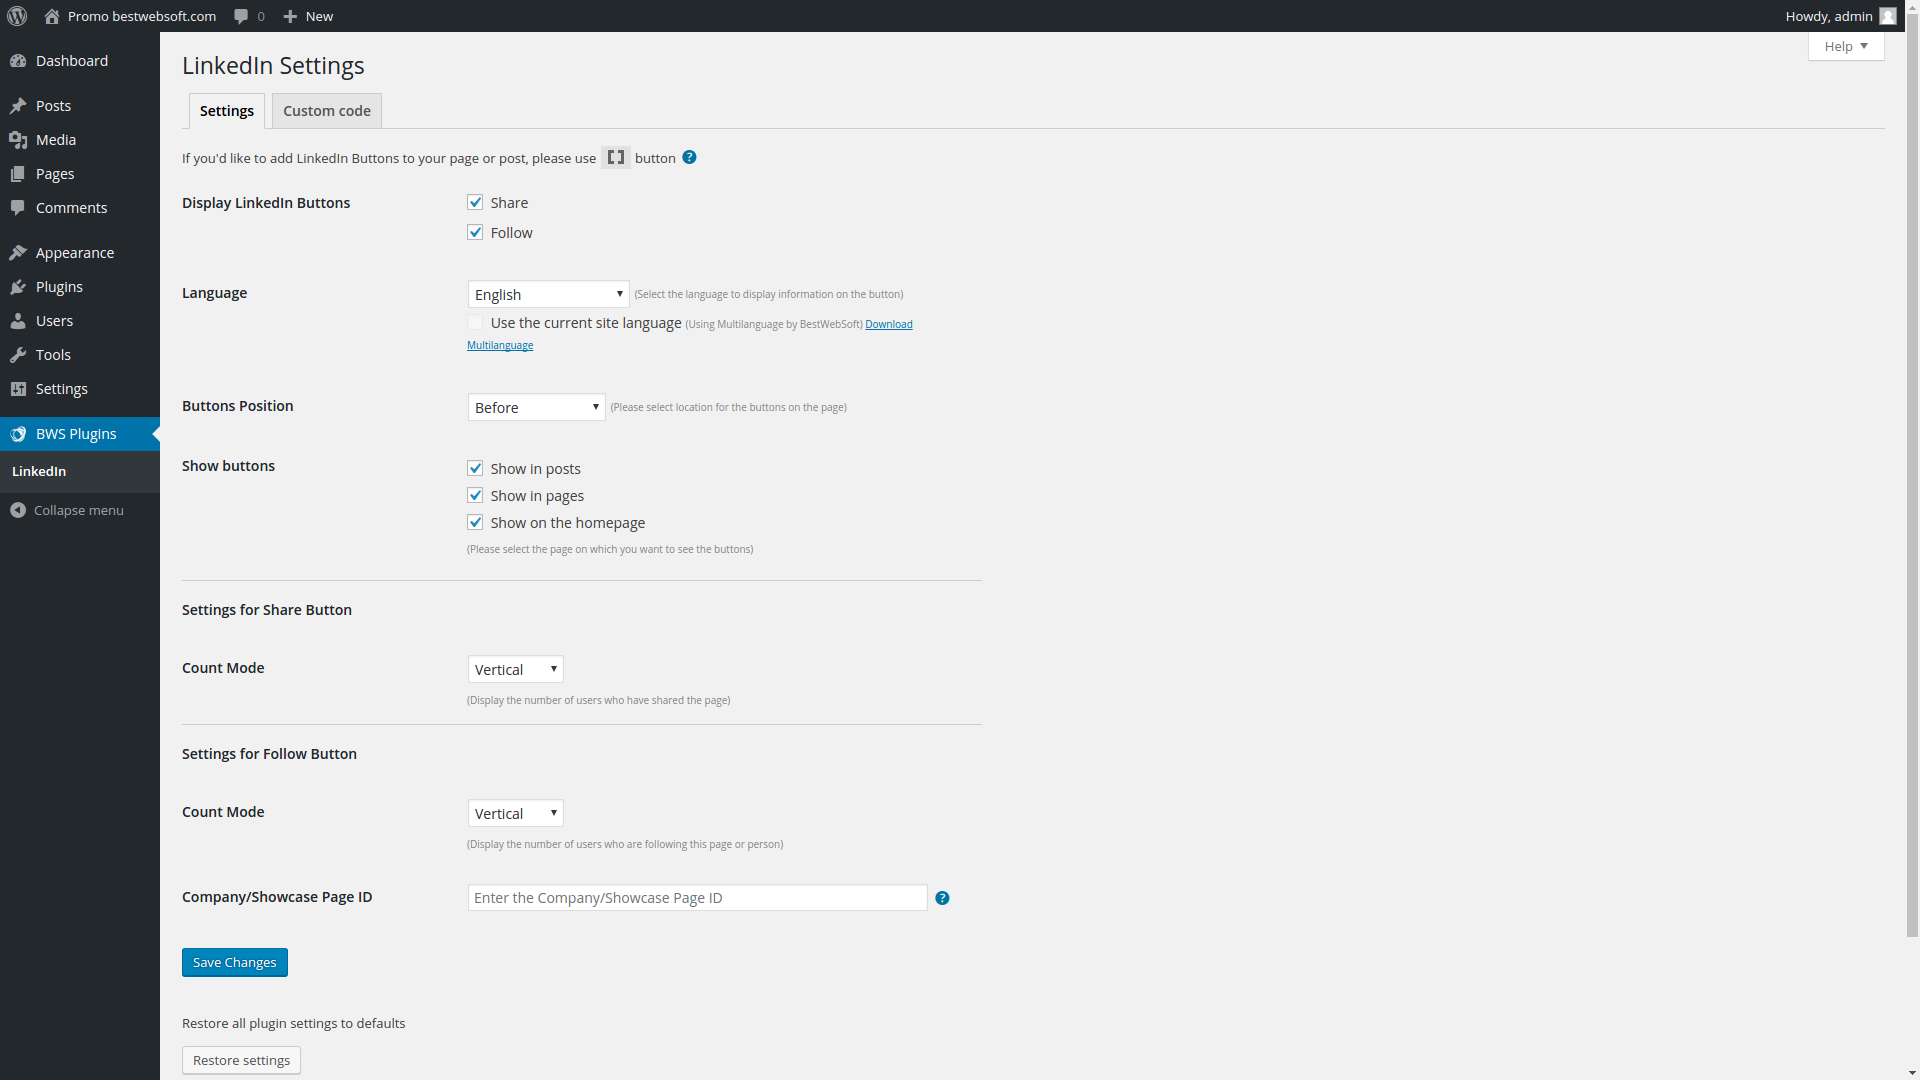 Promo bestwebsoft.com 0 New Howdy, admin
Help
Dashboard
Posts
Media
Pages
Comments
Appearance
Plugins
Users
Tools
Settings
BWS Plugins
LinkedIn
Collapse menu
LinkedIn Settings
Settings Custom code
If you'd like to add LinkedIn Buttons to your page or post, please use [] button ?
Display LinkedIn Buttons Share
Follow
Language English (Select the language to display information on the button)
Use the current site language (Using Multilanguage by BestWebSoft) Download
Multilanguage
Buttons Position Before (Please select location for the buttons on the page)
Show buttons Show in posts
Show in pages
Show on the homepage
(Please select the page on which you want to see the buttons)
Settings for Share Button
Count Mode Vertical
(Display the number of users who have shared the page)
Settings for Follow Button
Count Mode Vertical
(Display the number of users who are following this page or person)
Company/Showcase Page ID Enter the Company/Showcase Page ID ?
Save Changes
Restore all plugin settings to defaults
Restore settings